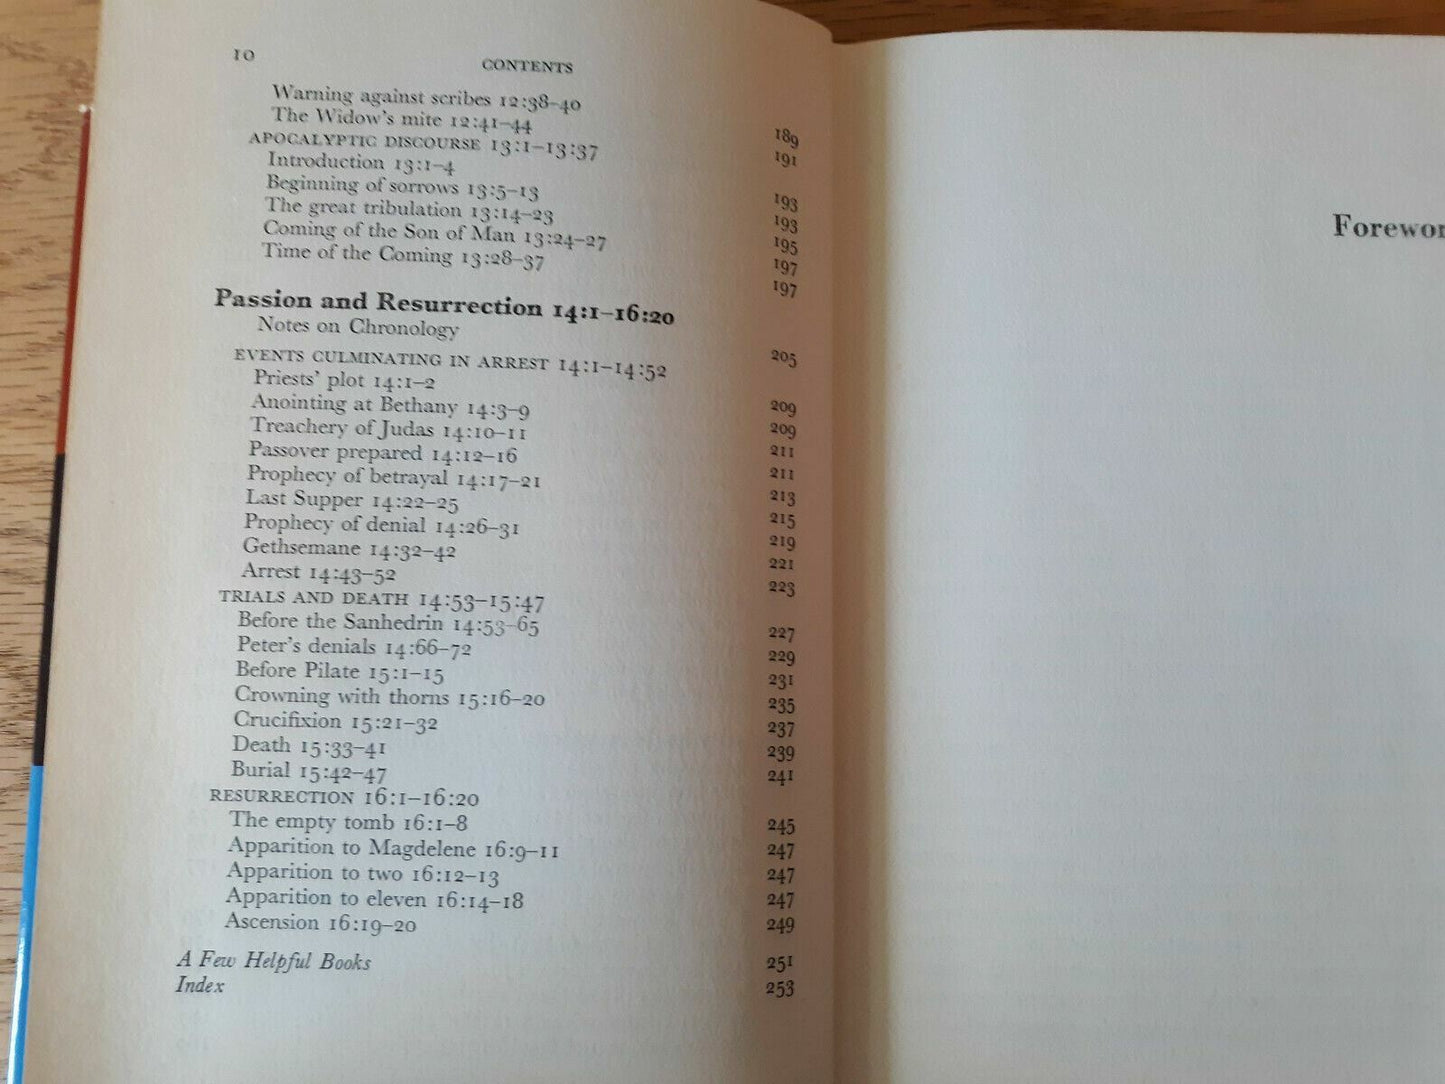 10 CONTENTS
Warning against scribes 12:38–40 189
The Widow's mite 12:41–44 191
APOCALYPTIC DISCOURSE 13:1–13:37
Introduction 13:1–4 193
Beginning of sorrows 13:5–13 193
The great tribulation 13:14–23 195
Coming of the Son of Man 13:24–27 197
Time of the Coming 13:28–37 197
Passion and Resurrection 14:1–16:20
Notes on Chronology 205
EVENTS CULMINATING IN ARREST 14:1–14:52
Priests' plot 14:1–2 209
Anointing at Bethany 14:3–9 209
Treachery of Judas 14:10–11 211
Passover prepared 14:12–16 211
Prophecy of betrayal 14:17–21 213
Last Supper 14:22–25 215
Prophecy of denial 14:26–31 219
Gethsemane 14:32–42 221
Arrest 14:43–52 223
TRIALS AND DEATH 14:53–15:47
Before the Sanhedrin 14:53–65 227
Peter's denials 14:66–72 229
Before Pilate 15:1–15 231
Crowning with thorns 15:16–20 235
Crucifixion 15:21–32 237
Death 15:33–41 239
Burial 15:42–47 241
RESURRECTION 16:1–16:20
The empty tomb 16:1–8 245
Apparition to Magdelene 16:9–11 247
Apparition to two 16:12–13 247
Apparition to eleven 16:14–18 247
Ascension 16:19–20 249
A Few Helpful Books 251
Index 253
Forewor